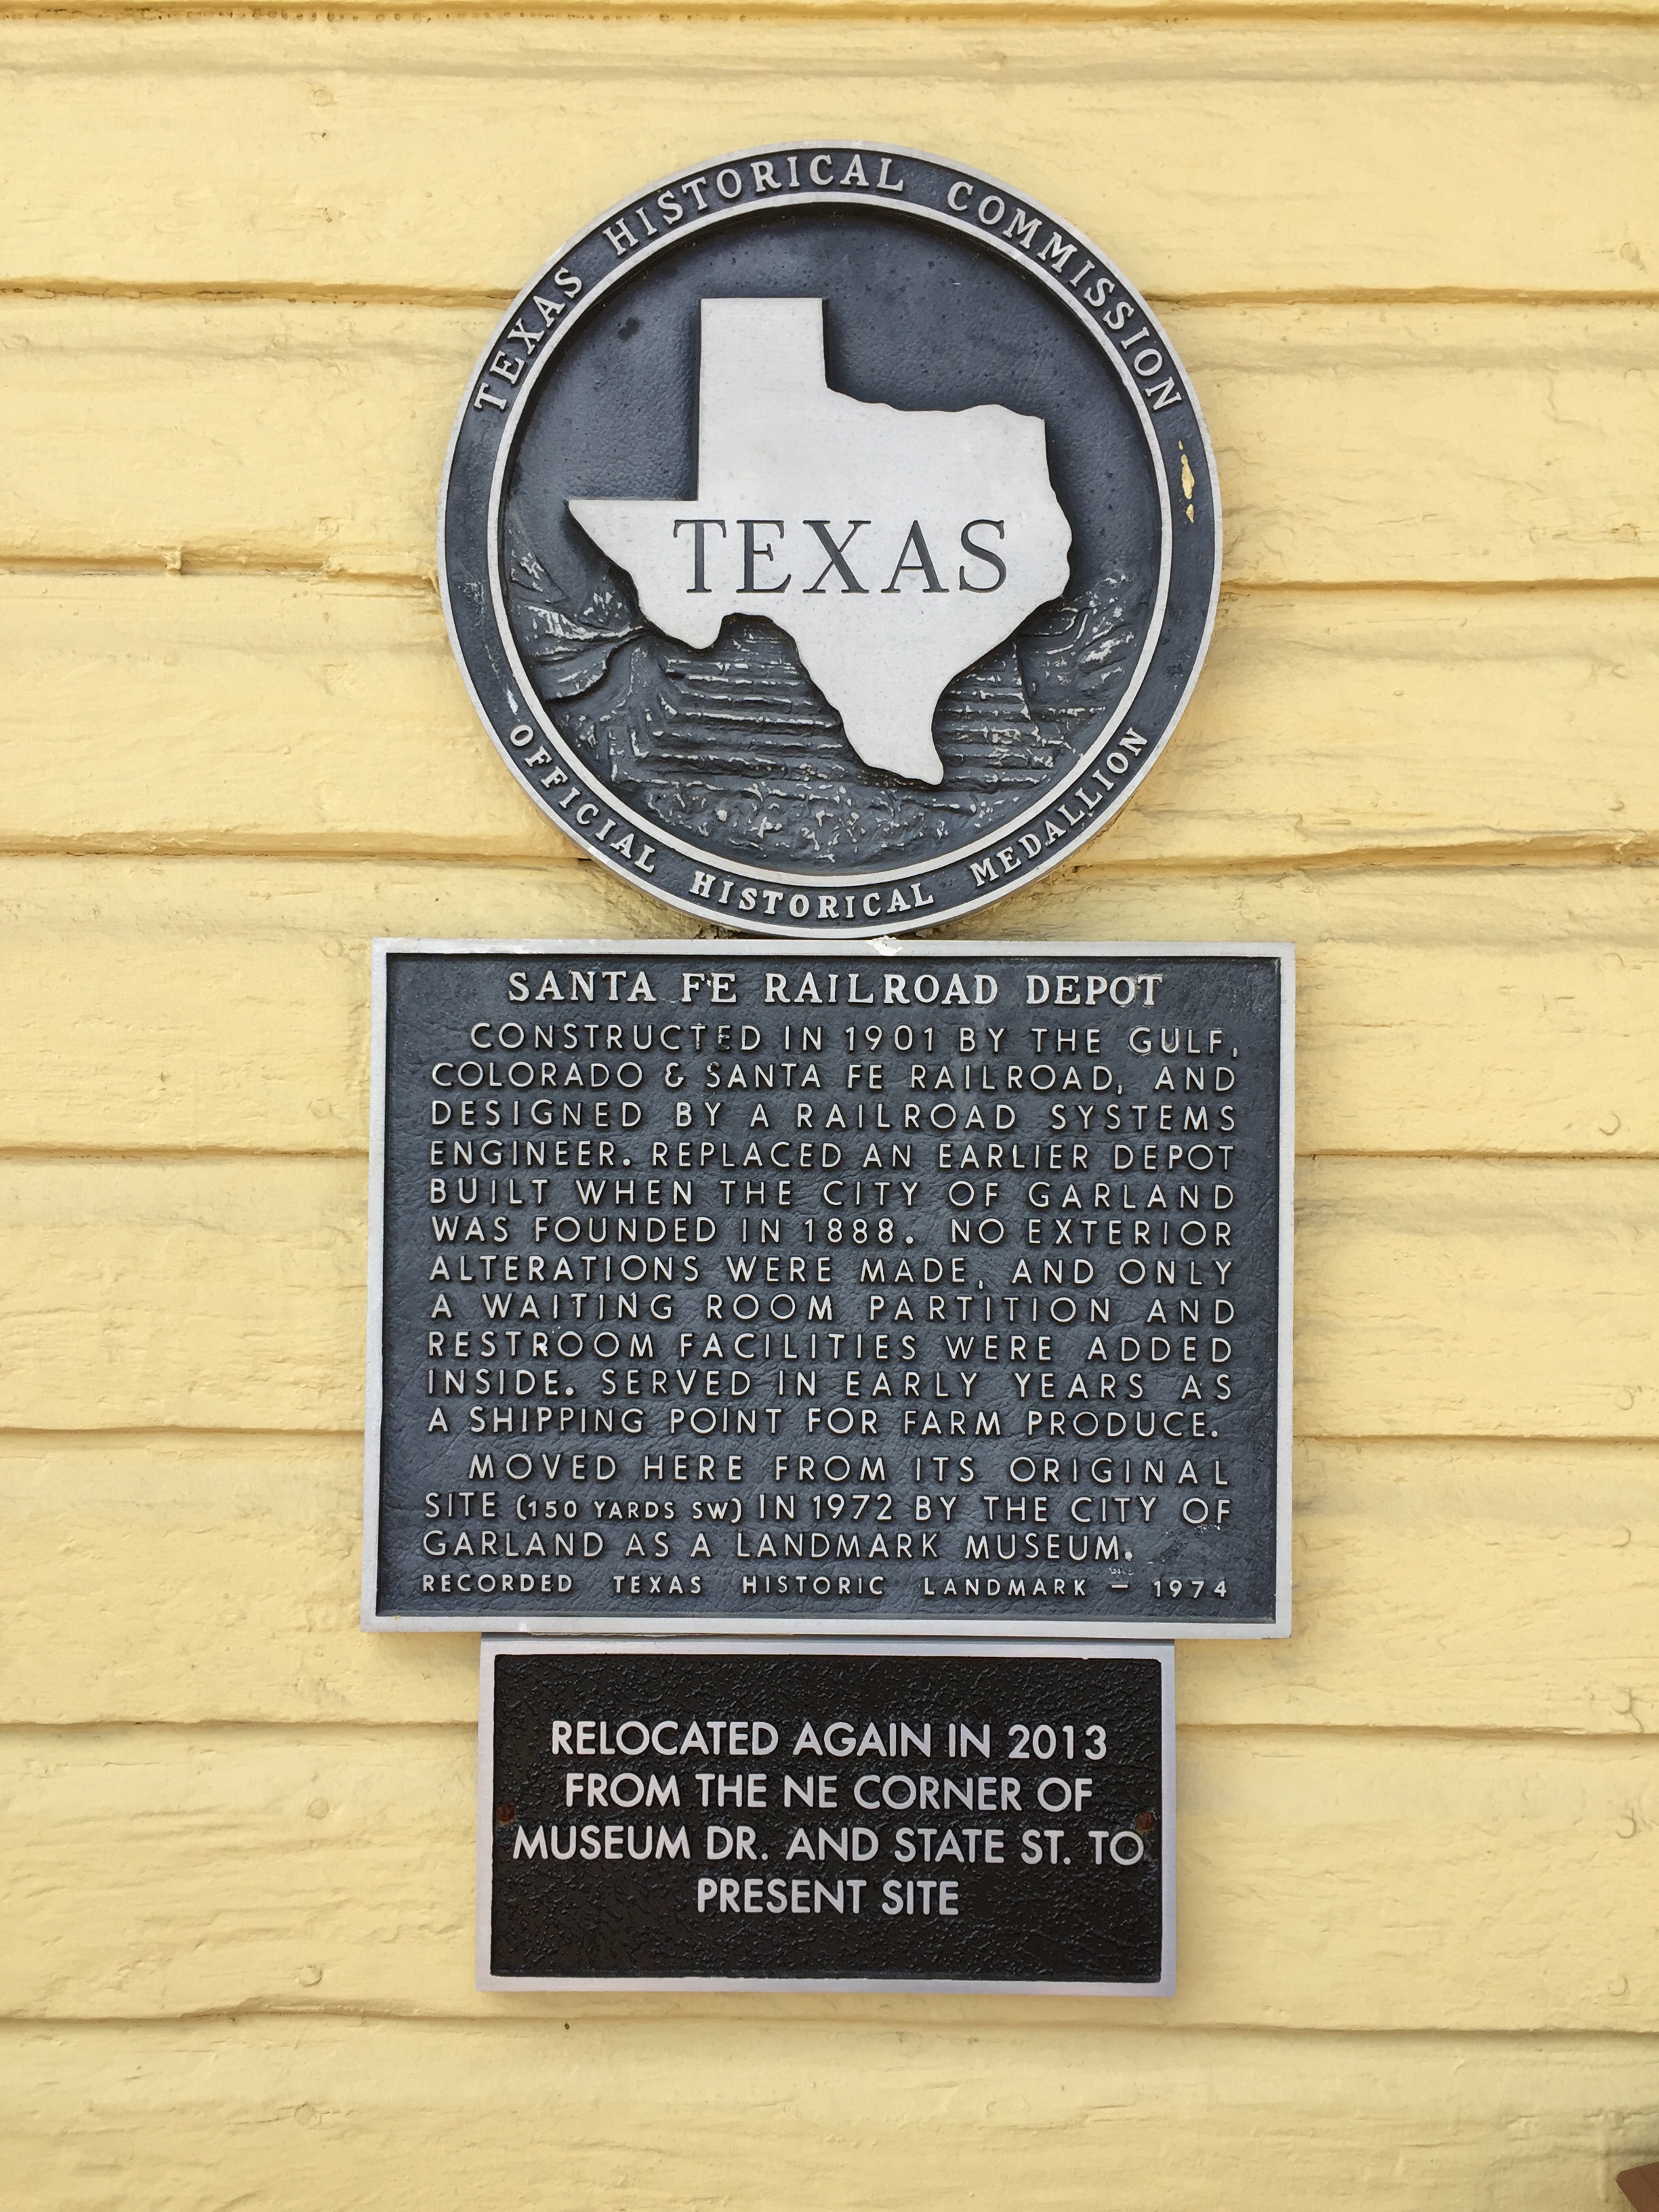 TEXAS HISTORICAL COMMISSION
TEXAS
OFFICIAL HISTORICAL MEDALLION
SANTA FE RAILROAD DEPOT
CONSTRUCTED IN 1901 BY THE GULF,
COLORADO & SANTA FE RAILROAD, AND
DESIGNED BY A RAILROAD SYSTEMS
ENGINEER. REPLACED AN EARLIER DEPOT
BUILT WHEN THE CITY OF GARLAND
WAS FOUNDED IN 1888. NO EXTERIOR
ALTERATIONS WERE MADE, AND ONLY
A WAITING ROOM PARTITION AND
RESTROOM FACILITIES WERE ADDED
INSIDE. SERVED IN EARLY YEARS AS
A SHIPPING POINT FOR FARM PRODUCE.
MOVED HERE FROM ITS ORIGINAL
SITE (150 YARDS SW) IN 1972 BY THE CITY OF
GARLAND AS A LANDMARK MUSEUM.
RECORDED TEXAS HISTORIC LANDMARK – 1974
RELOCATED AGAIN IN 2013
FROM THE NE CORNER OF
MUSEUM DR. AND STATE ST. TO
PRESENT SITE